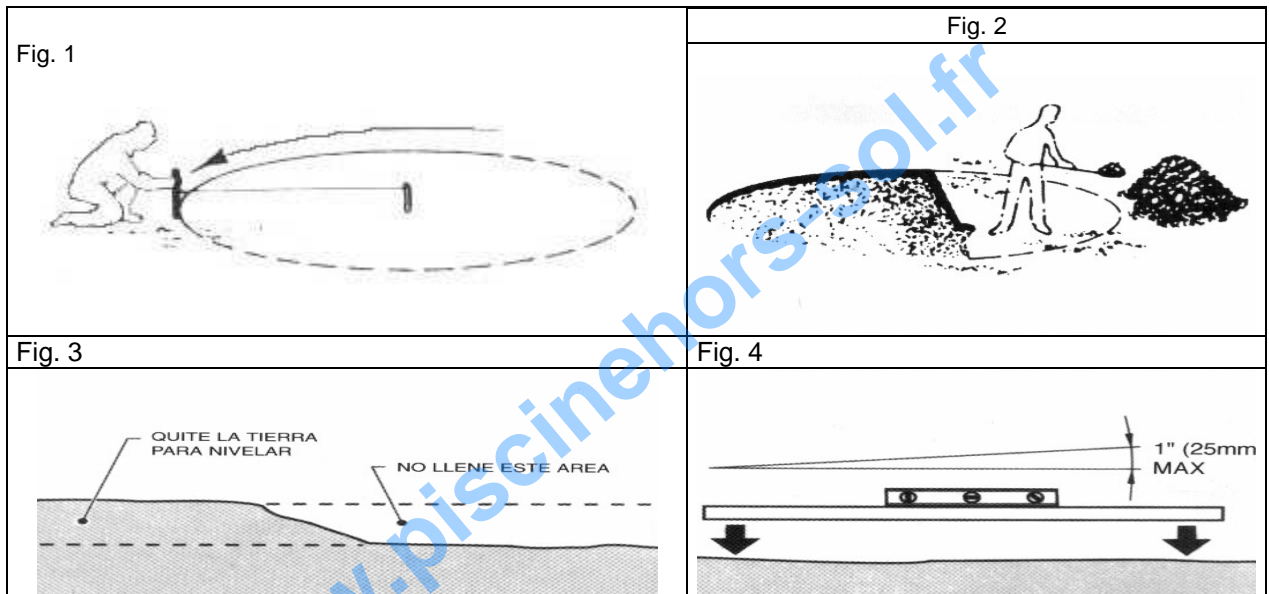 Fig. 1
Fig. 2
Fig. 3
Fig. 4
QUITE LA TIERRA
PARA NIVELAR
NO LLENE ESTE AREA
1" (25mm
MAX
w.piscinehors-sol.fr